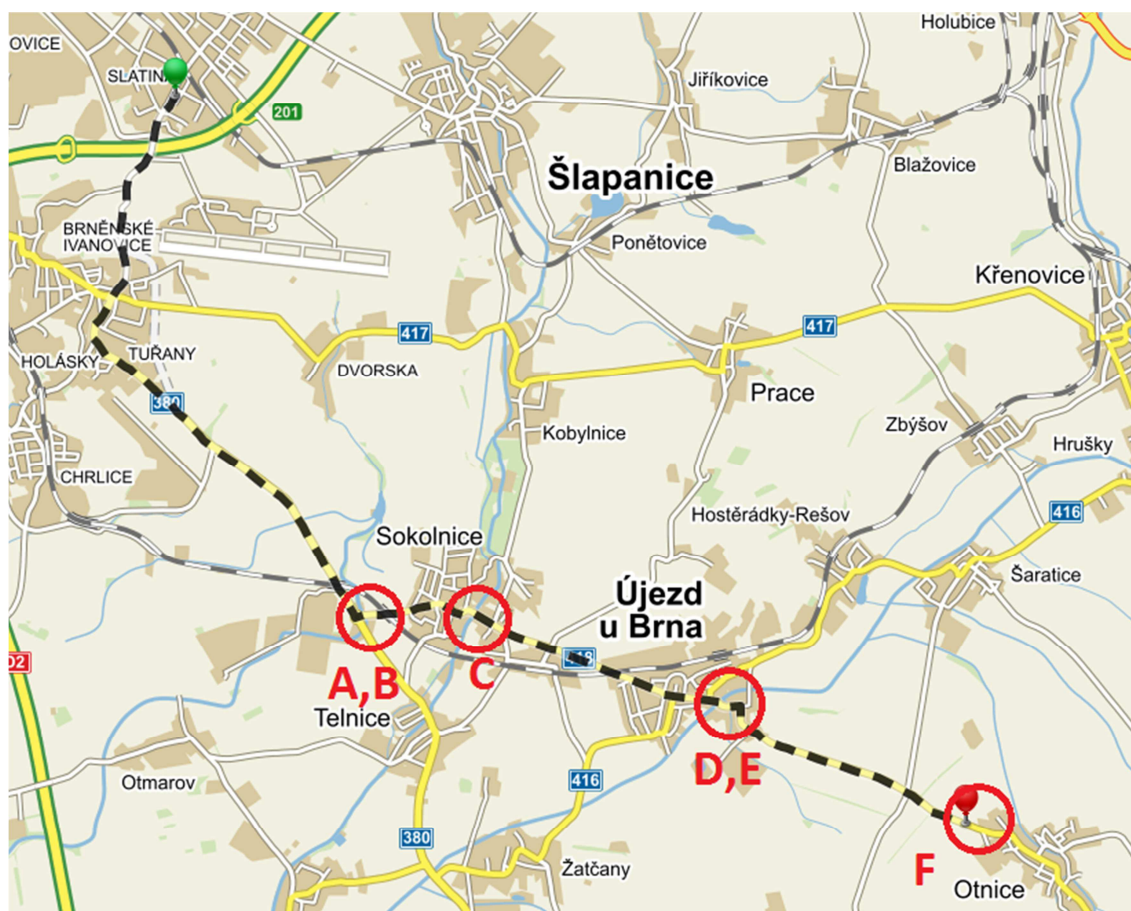 Holubice
OVICE
SLATINA
Jiříkovice
201
Blažovice
Šlapanice
BRNĚNSKÉ
IVANOVICE
Ponětovice
Křenovice
417
417
HOLÁSKY
TUŘANY
DVORSKA
Prace
380
Kobylnice
Zbýšov
Hrušky
CHRLICE
416
Hostěrádky-Rešov
Sokolnice
Šaratice
Újezd
u Brna
D2
418
A,B
C
Telnice
D,E
Otmarov
416
380
Žatčany
F
Otnice